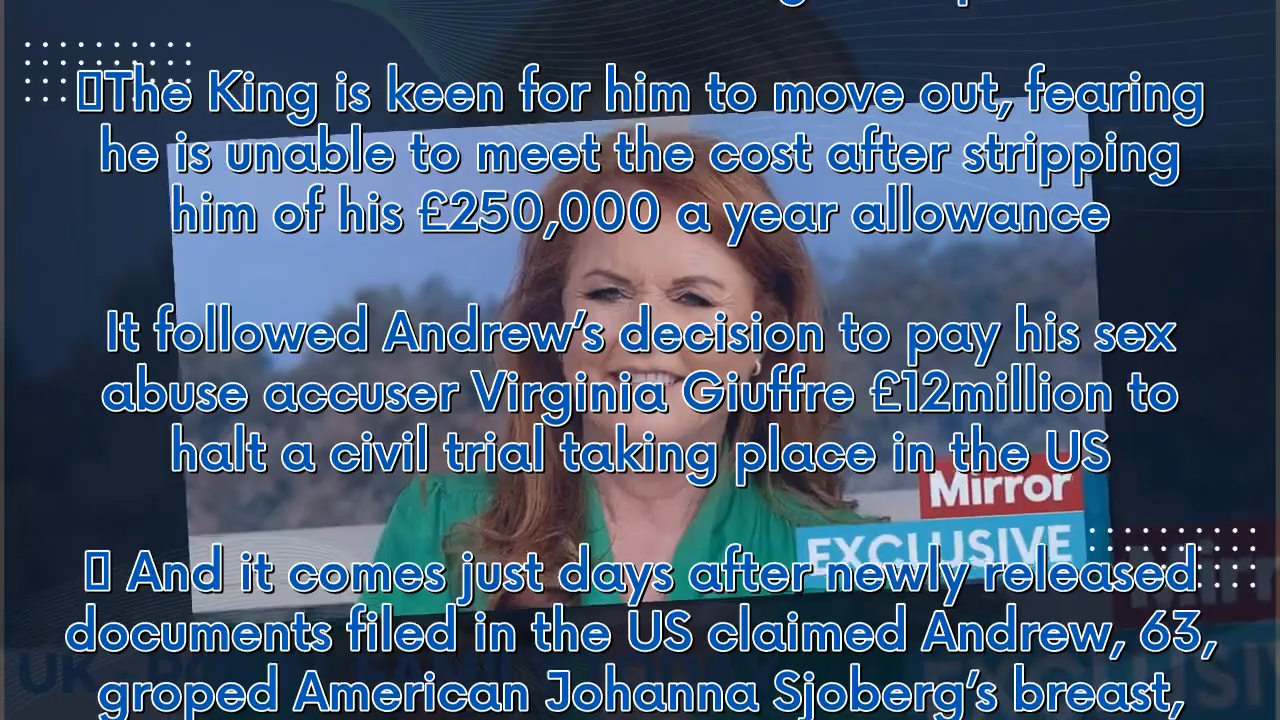 The King is keen for him to move out, fearing
he is unable to meet the cost after stripping
him of his £250,000 a year allowance
It followed Andrew’s decision to pay his sex
abuse accuser Virginia Giuffre £12million to
halt a civil trial taking place in the US
Mirror
EXCLUSIVE
And it comes just days after newly released
documents filed in the US claimed Andrew, 63,
groped American Johanna Sjoberg’s breast,